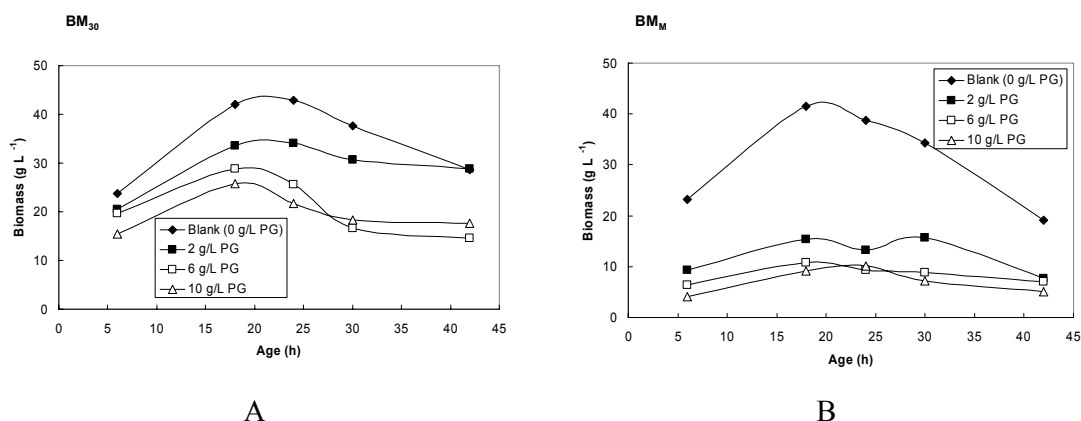 BM30
Biomass (g L -1)
50
40
30
20
10
0
Blank (0 g/L PG)
2 g/L PG
6 g/L PG
10 g/L PG
0 5 10 15 20 25 30 35 40 45
Age (h)
A
BMM
Biomass (g L -1)
50
40
30
20
10
0
Blank (0 g/L PG)
2 g/L PG
6 g/L PG
10 g/L PG
0 5 10 15 20 25 30 35 40 45
Age (h)
B